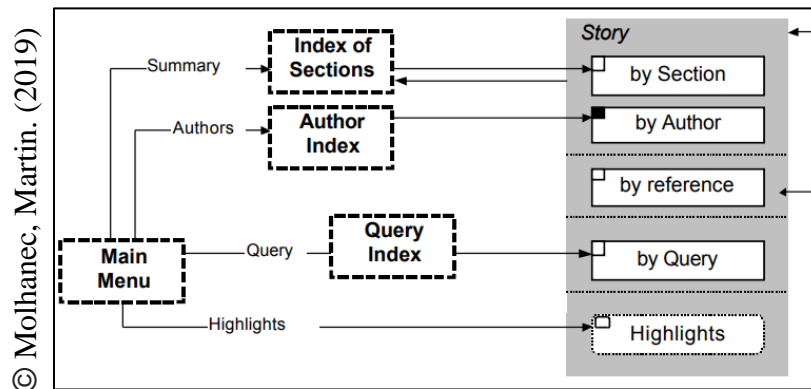 © Molhanec, Martin. (2019)
Story
Index of
Sections
Summary
by Section
Authors
Author
Index
by Author
by reference
Main
Menu
Query
Query
Index
by Query
Highlights
Highlights